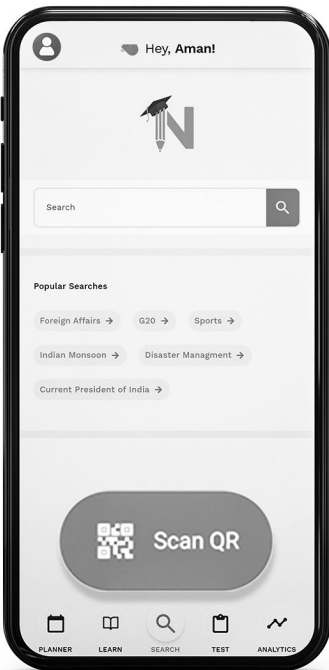 Hey, Aman!
N
Search
Popular Searches
Foreign Affairs → G20 → Sports →
Indian Monsoon → Disaster Managment →
Current President of India →
Scan QR
PLANNER LEARN SEARCH TEST ANALYTICS